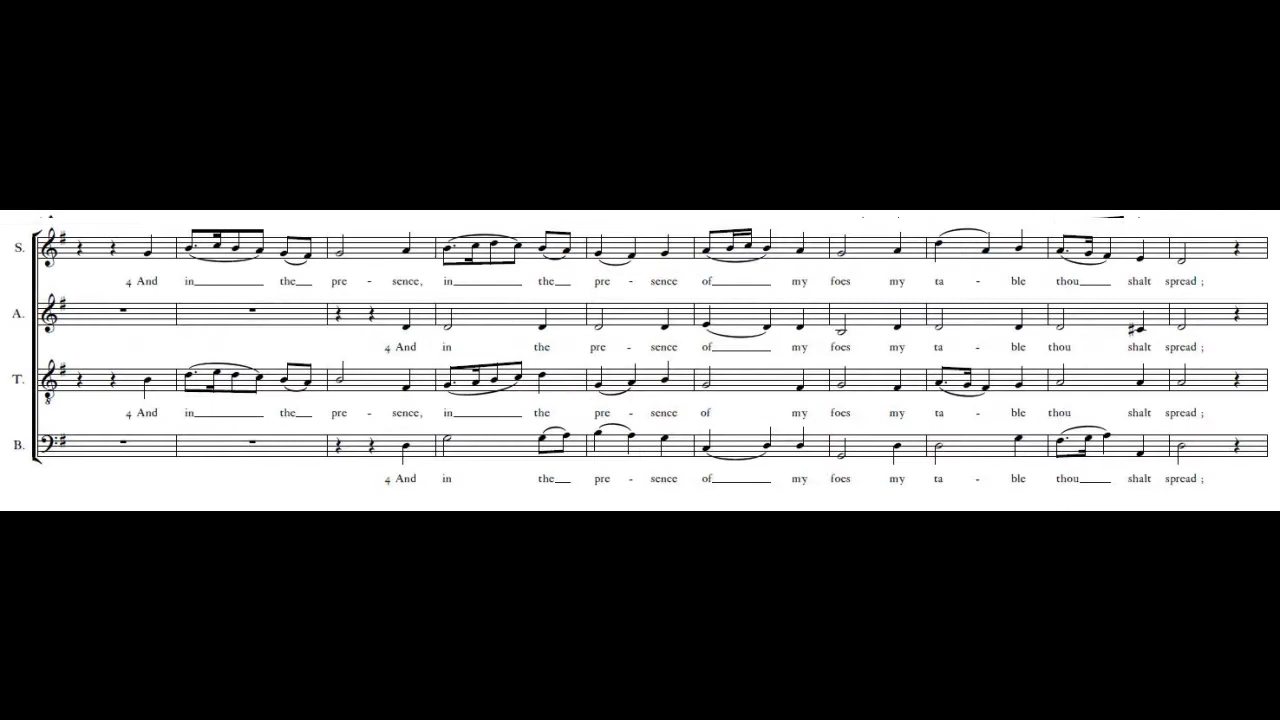 S.
4 And in the pre - sence, in the pre - sence of my foes my ta - ble thou shalt spread ;
A.
4 And in the pre - sence of my foes my ta - ble thou shalt spread ;
T.
4 And in the pre - sence, in the pre - sence of my foes my ta - ble thou shalt spread ;
B.
4 And in the pre - sence of my foes my ta - ble thou shalt spread ;